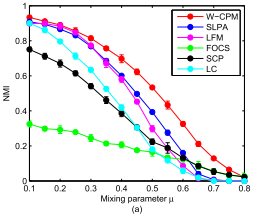 1
0.8
0.6
0.4
0.2
0
NMI
W-CPM
SLPA
LFM
FOCS
SCP
LC
0.1 0.2 0.3 0.4 0.5 0.6 0.7 0.8
Mixing parameter μ
(a)